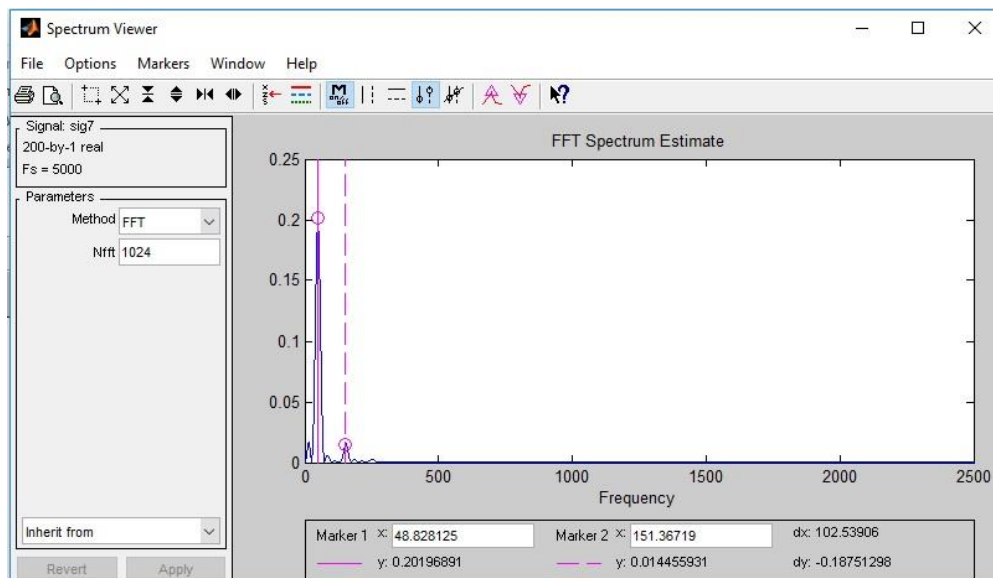 Spectrum Viewer
File Options Markers Window Help
Signal: sig7
200-by-1 real
Fs = 5000
Parameters
Method FFT
Nfft 1024
Inherit from
Revert Apply
FFT Spectrum Estimate
0.25
0.2
0.15
0.1
0.05
0
0 500 1000 1500 2000 2500
Frequency
Marker 1 x: 48.828125 Marker 2 x: 151.36719 dx: 102.53906
y: 0.20196891 y: 0.014455931 dy: -0.18751298